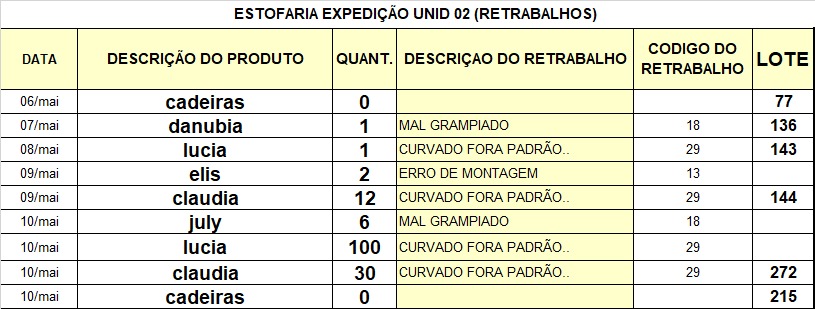 ESTOFARIA EXPEDIÇÃO UNID 02 (RETRABALHOS)
DATA DESCRIÇÃO DO PRODUTO QUANT. DESCRIÇAO DO RETRABALHO CODIGO DO RETRABALHO LOTE
06/mai cadeiras 0 77
07/mai danubia 1 MAL GRAMPIADO 18 136
08/mai lucia 1 CURVADO FORA PADRÃO.. 29 143
09/mai elis 2 ERRO DE MONTAGEM 13
09/mai claudia 12 CURVADO FORA PADRÃO.. 29 144
10/mai july 6 MAL GRAMPIADO 18
10/mai lucia 100 CURVADO FORA PADRÃO.. 29
10/mai claudia 30 CURVADO FORA PADRÃO.. 29 272
10/mai cadeiras 0 215